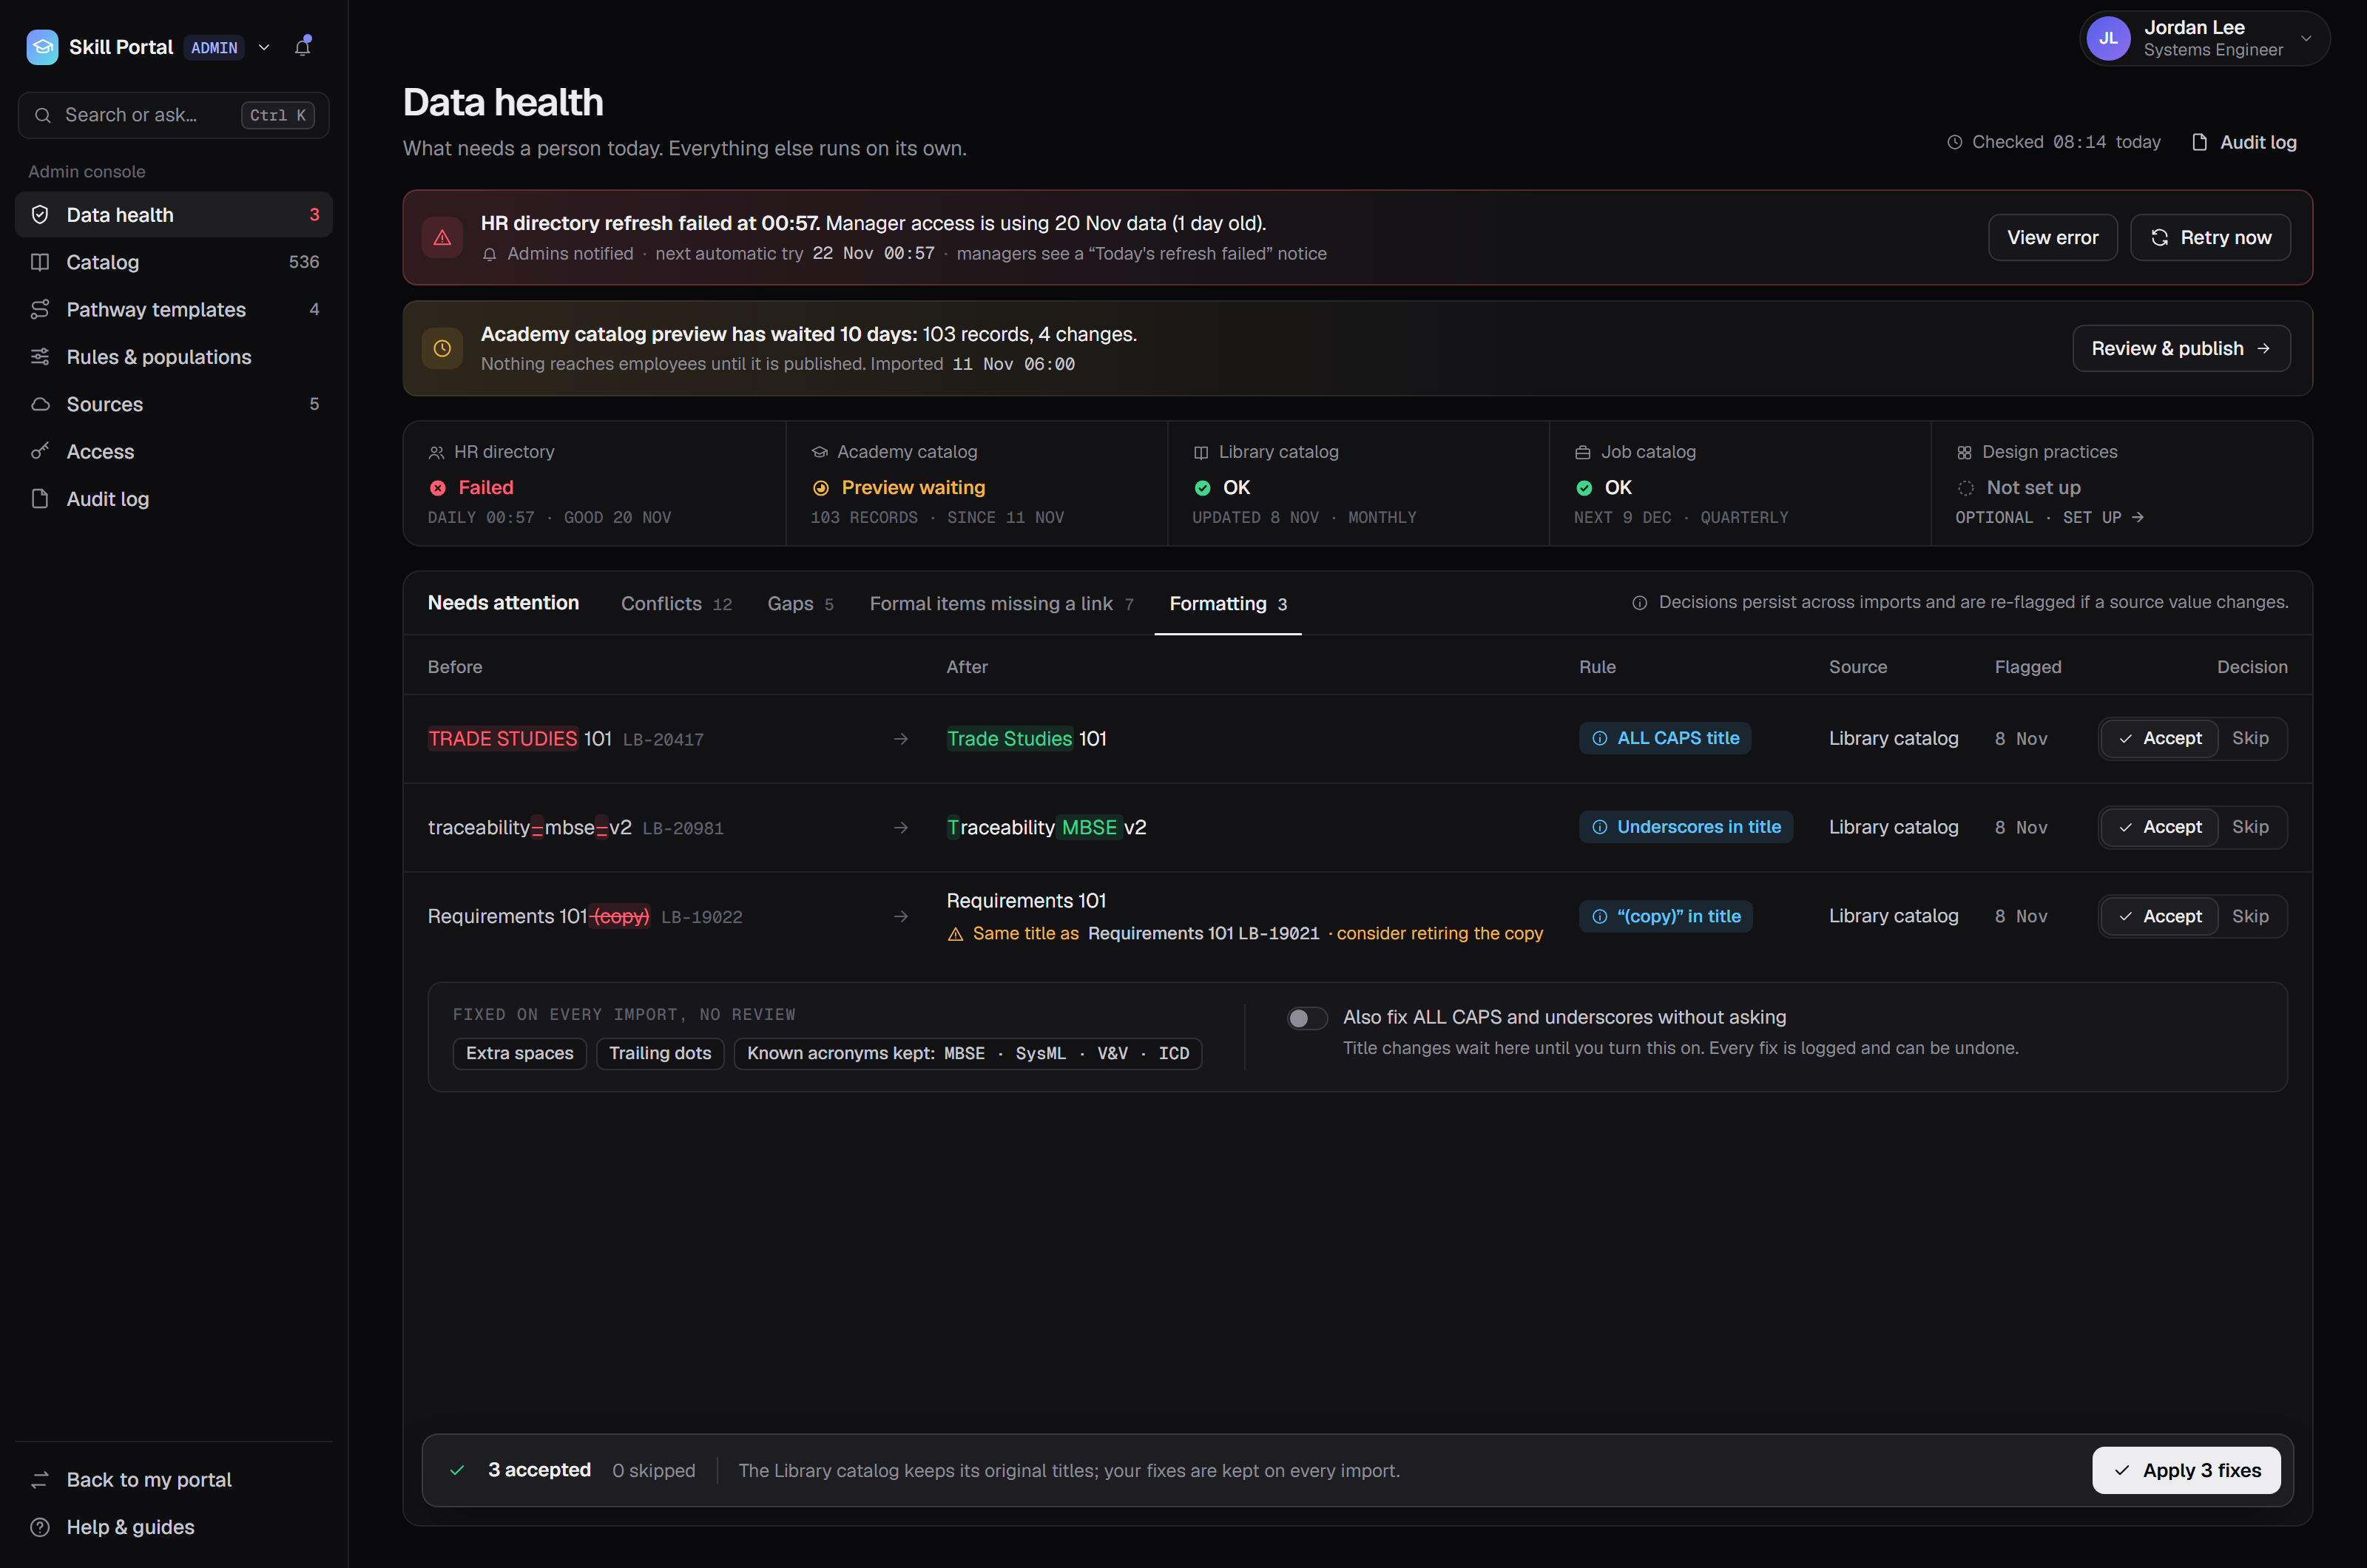 Skill Portal ADMIN
Search or ask... Ctrl K
Admin console
Data health 3
Catalog 536
Pathway templates 4
Rules & populations
Sources 5
Access
Audit log
Back to my portal
Help & guides
JL Jordan Lee
Systems Engineer
Data health
What needs a person today. Everything else runs on its own.
Checked 08:14 today Audit log
HR directory refresh failed at 00:57. Manager access is using 20 Nov data (1 day old).
Admins notified · next automatic try 22 Nov 00:57 · managers see a “Today's refresh failed” notice
View error Retry now
Academy catalog preview has waited 10 days: 103 records, 4 changes.
Nothing reaches employees until it is published. Imported 11 Nov 06:00
Review & publish →
HR directory
Failed
DAILY 00:57 · GOOD 20 NOV
Academy catalog
Preview waiting
103 RECORDS · SINCE 11 NOV
Library catalog
OK
UPDATED 8 NOV · MONTHLY
Job catalog
OK
NEXT 9 DEC · QUARTERLY
Design practices
Not set up
OPTIONAL · SET UP →
Needs attention Conflicts 12 Gaps 5 Formal items missing a link 7 Formatting 3
Decisions persist across imports and are re-flagged if a source value changes.
Before After Rule Source Flagged Decision
TRADE STUDIES 101 LB-20417 → Trade Studies 101 ALL CAPS title Library catalog 8 Nov Accept Skip
traceability_mbse_v2 LB-20981 → Traceability MBSE v2 Underscores in title Library catalog 8 Nov Accept Skip
Requirements 101 (copy) LB-19022 → Requirements 101 “(copy)” in title Library catalog 8 Nov Accept Skip
Same title as Requirements 101 LB-19021 · consider retiring the copy
FIXED ON EVERY IMPORT, NO REVIEW
Extra spaces Trailing dots Known acronyms kept: MBSE · SysML · V&V · ICD
Also fix ALL CAPS and underscores without asking
Title changes wait here until you turn this on. Every fix is logged and can be undone.
3 accepted 0 skipped The Library catalog keeps its original titles; your fixes are kept on every import.
Apply 3 fixes